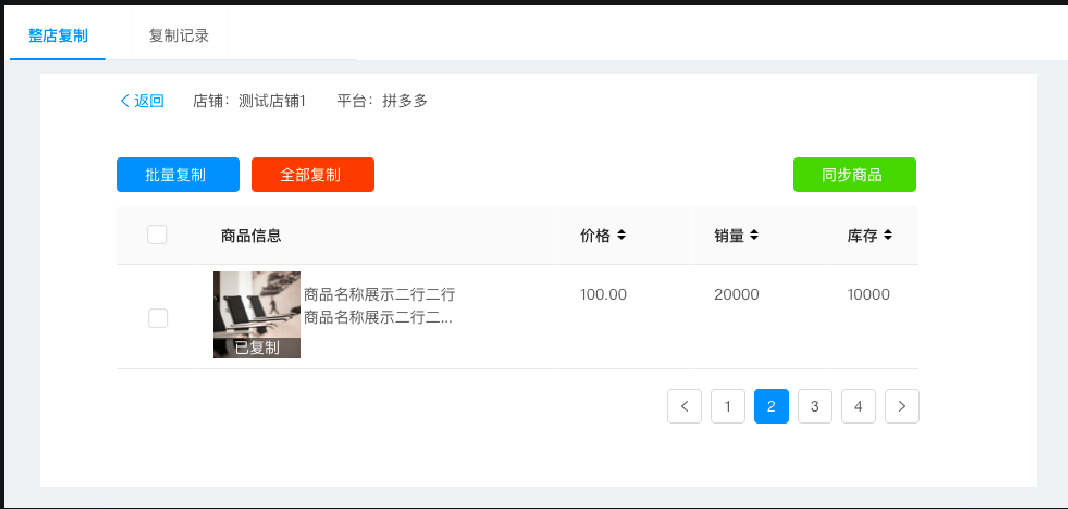 整店复制 复制记录
返回 店铺：测试店铺1 平台：拼多多
批量复制 全部复制 同步商品
商品信息 价格 销量 库存
商品名称展示二行二行 100.00 20000 10000
商品名称展示二行二...
已复制
1 2 3 4